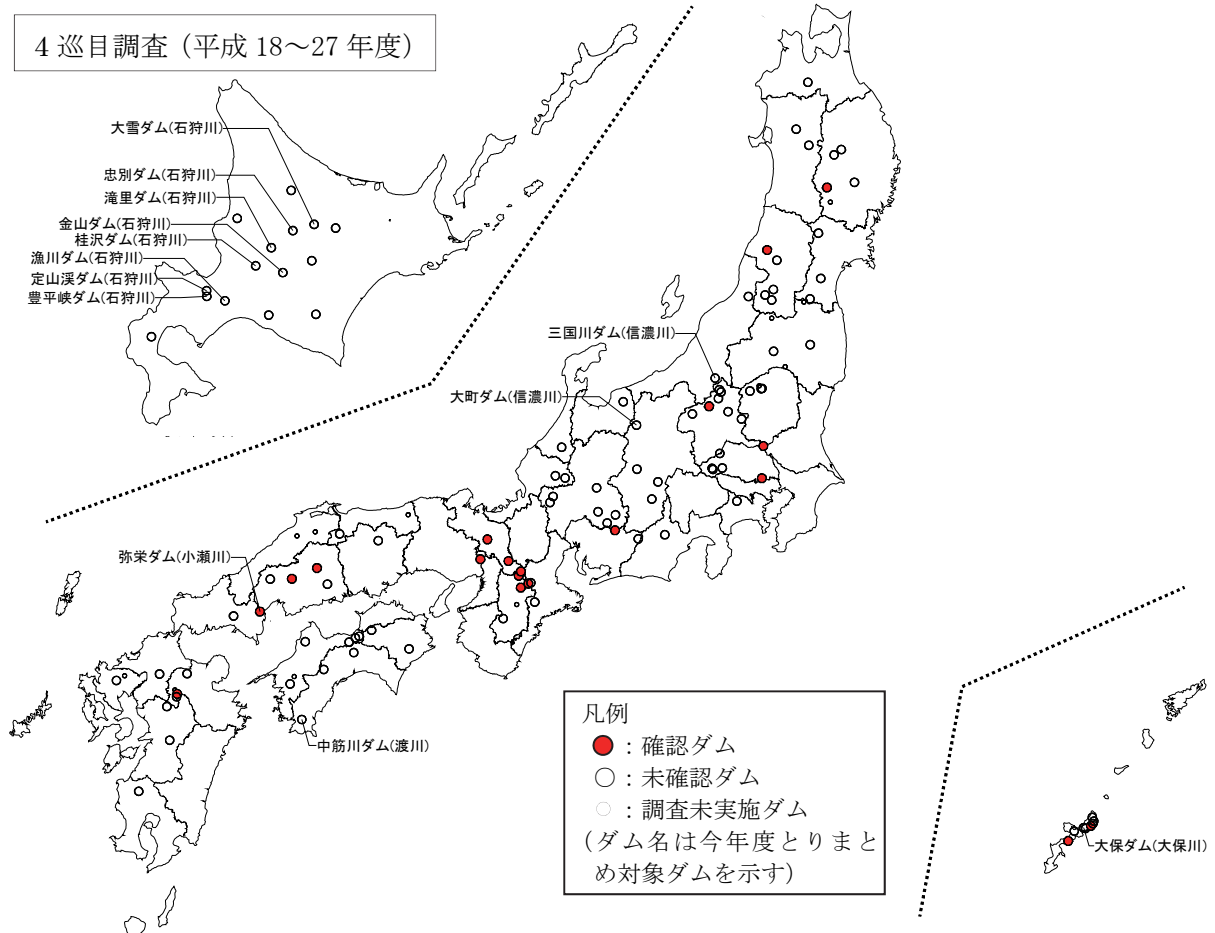 4 巡目調査（平成 18～27 年度）
大雪ダム(石狩川)
忠別ダム(石狩川)
滝里ダム(石狩川)
金山ダム(石狩川)
桂沢ダム(石狩川)
漁川ダム(石狩川)
定山渓ダム(石狩川)
豊平峡ダム(石狩川)
三国川ダム(信濃川)
大町ダム(信濃川)
弥栄ダム(小瀬川)
中筋川ダム(渡川)
大保ダム(大保川)
凡例
：確認ダム
：未確認ダム
：調査未実施ダム
（ダム名は今年度とりまと
め対象ダムを示す）